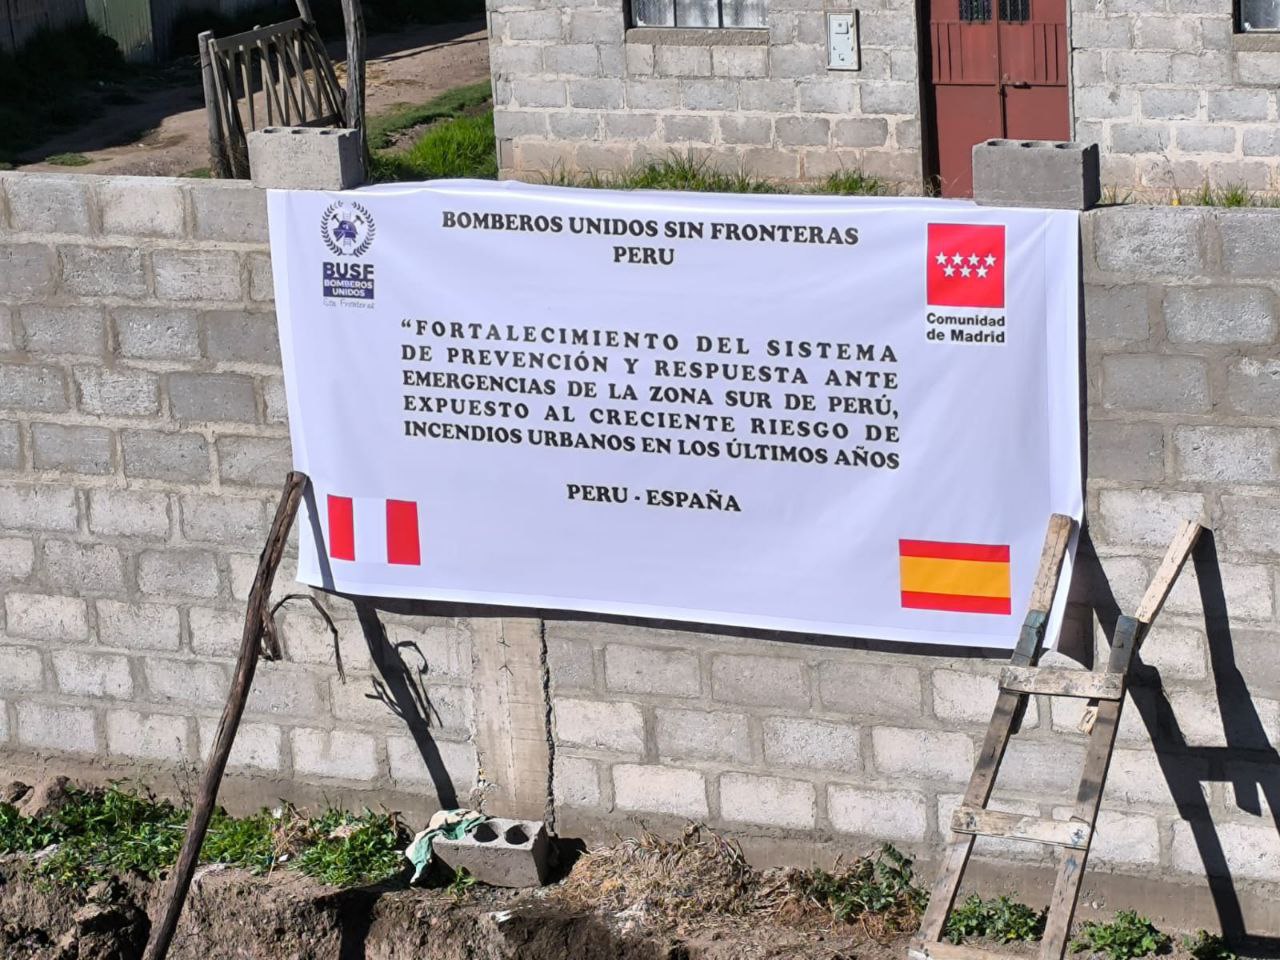 BOMBEROS UNIDOS SIN FRONTERAS
PERU
BUSF
BOMBEROS
UNIDOS
Sin Fronteras
Comunidad
de Madrid
“FORTALECIMIENTO DEL SISTEMA
DE PREVENCIÓN Y RESPUESTA ANTE
EMERGENCIAS DE LA ZONA SUR DE PERÚ,
EXPUESTO AL CRECIENTE RIESGO DE
INCENDIOS URBANOS EN LOS ÚLTIMOS AÑOS
PERU - ESPAÑA